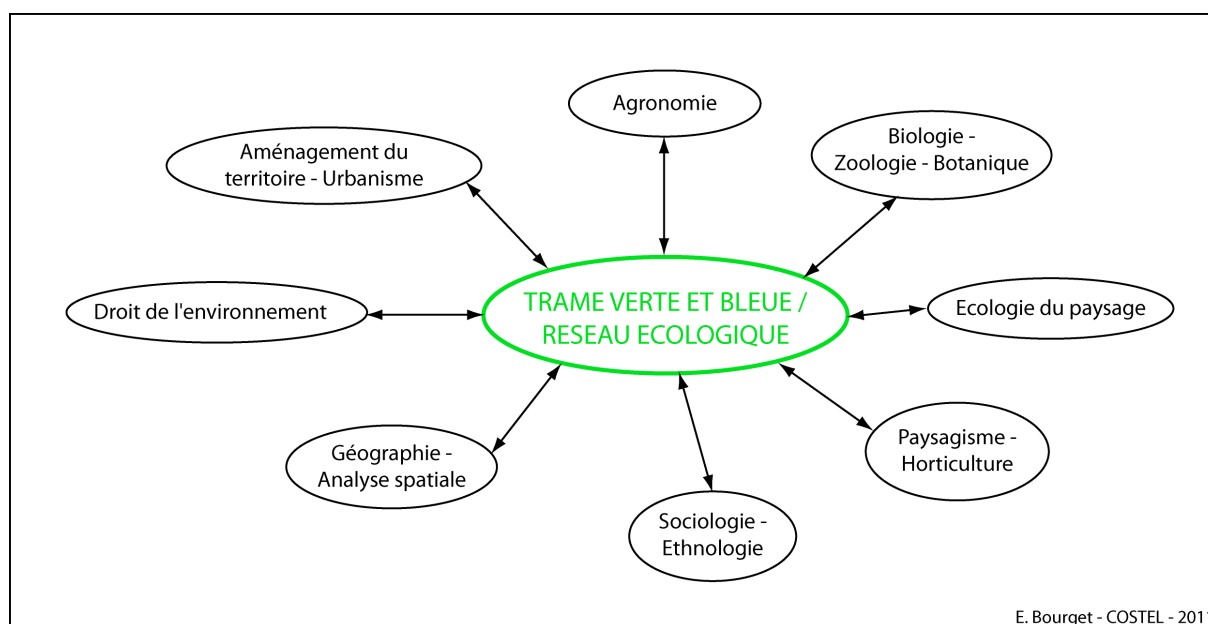 Agronomie
Biologie -
Zoologie - Botanique
Aménagement du
territoire - Urbanisme
Droit de l'environnement
TRAME VERTE ET BLEUE /
RESEAU ECOLOGIQUE
Ecologie du paysage
Géographie -
Analyse spatiale
Paysagisme -
Horticulture
Sociologie -
Ethnologie
E. Bourget - COSTEL - 2011